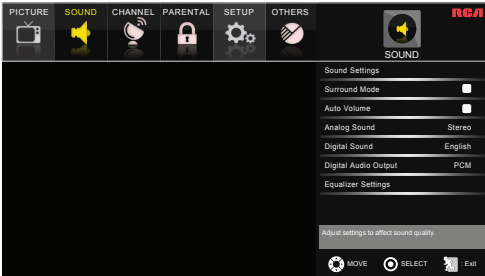 PICTURE SOUND CHANNEL PARENTAL SETUP OTHERS
RCA
SOUND
Sound Settings
Surround Mode
Auto Volume
Analog Sound Stereo
Digital Sound English
Digital Audio Output PCM
Equalizer Settings
Adjust settings to affect sound quality.
MOVE SELECT : Exit